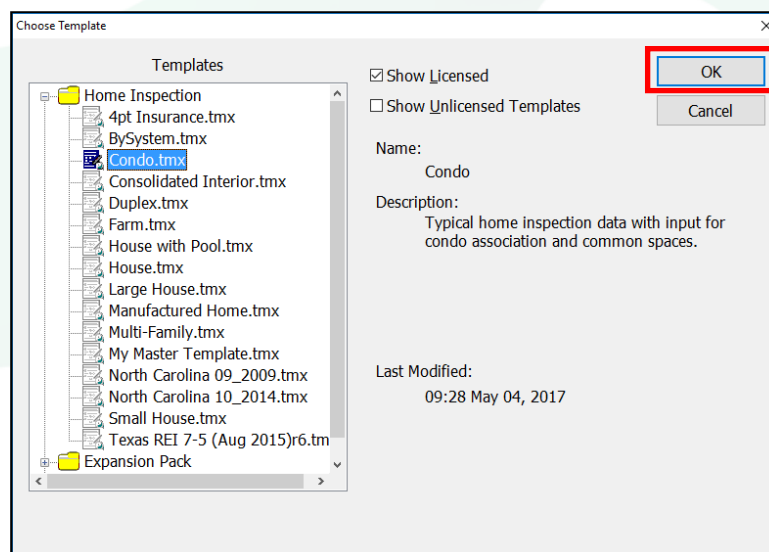 Choose Template
Templates
Home Inspection
4pt Insurance.tmx
BySystem.tmx
Condo.tmx
Consolidated Interior.tmx
Duplex.tmx
Farm.tmx
House with Pool.tmx
House.tmx
Large House.tmx
Manufactured Home.tmx
Multi-Family.tmx
My Master Template.tmx
North Carolina 09_2009.tmx
North Carolina 10_2014.tmx
Small House.tmx
Texas REI 7-5 (Aug 2015)r6.tm
Expansion Pack
Show Licensed
Show Unlicensed Templates
Name:
Condo
Description:
Typical home inspection data with input for
condo association and common spaces.
Last Modified:
09:28 May 04, 2017
OK
Cancel